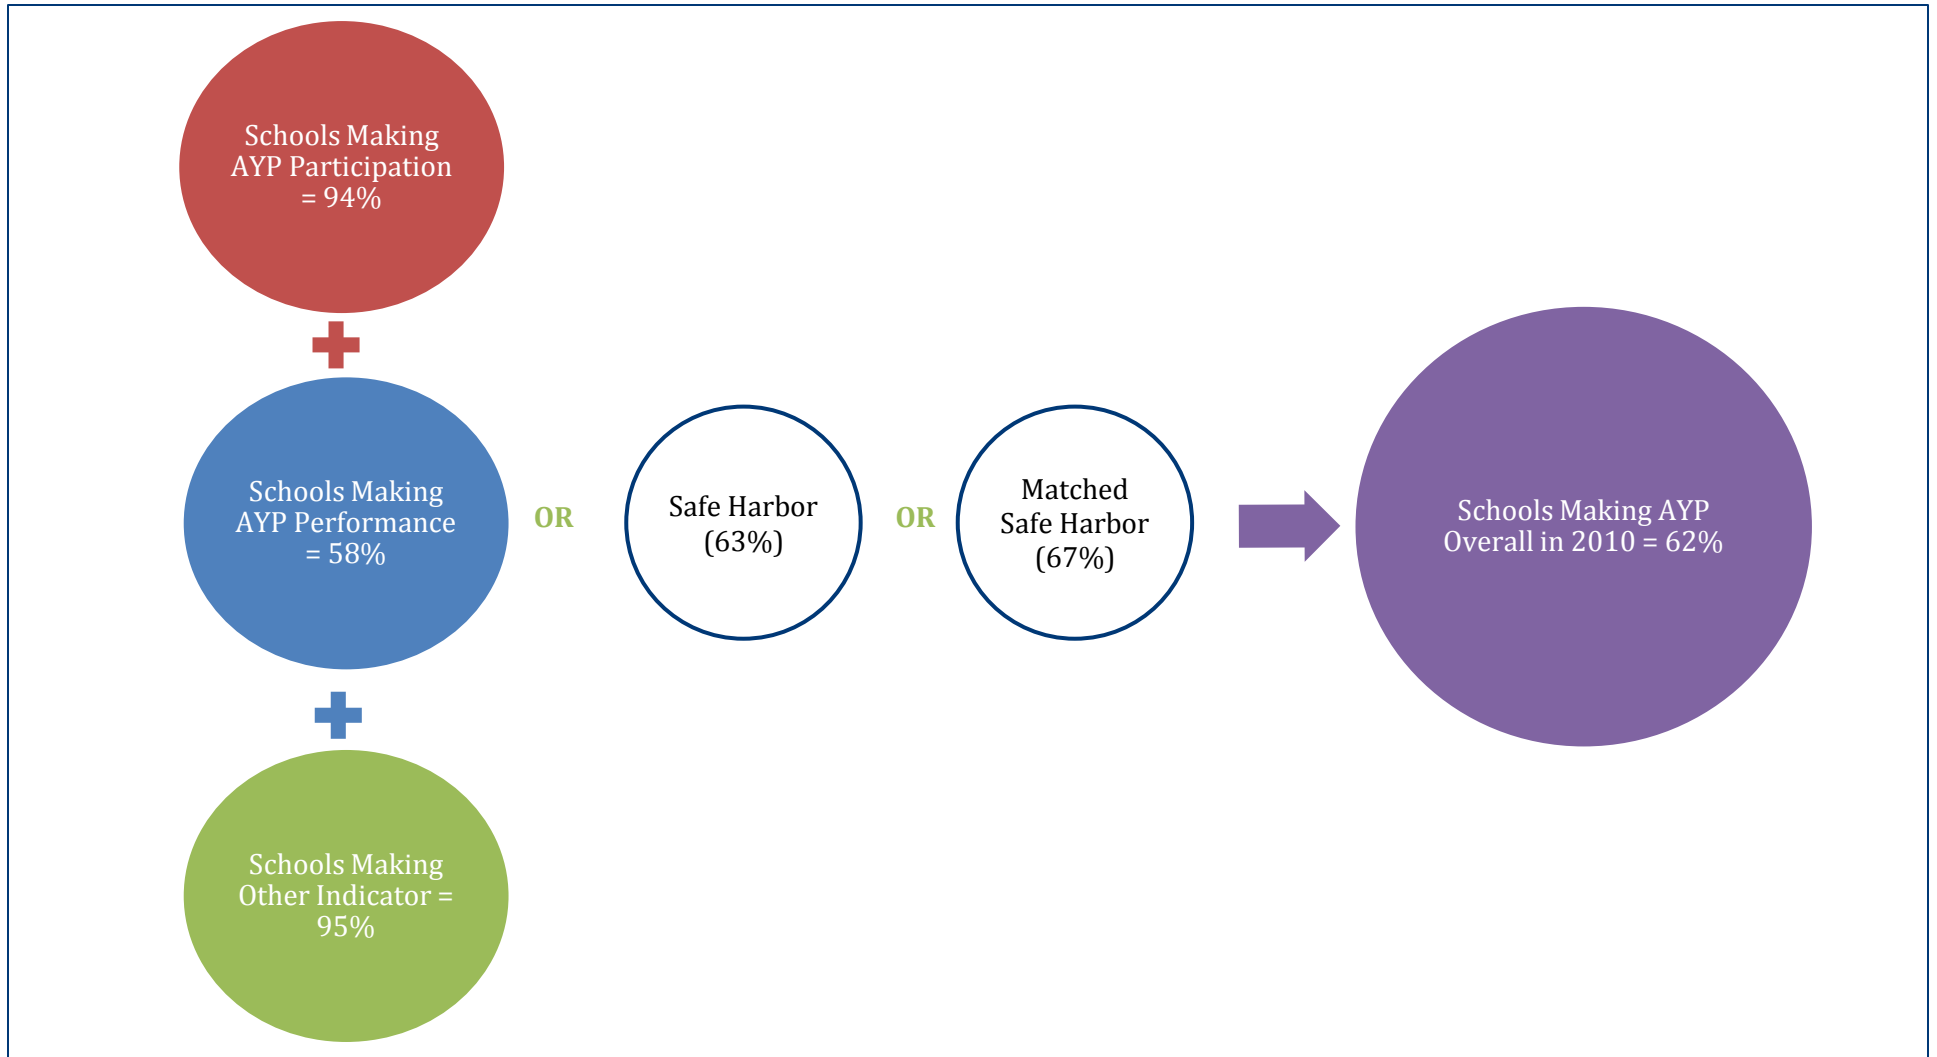 Schools Making
AYP Participation
= 94%
Schools Making
AYP Performance
= 58%
OR
Safe Harbor
(63%)
OR
Matched
Safe Harbor
(67%)
Schools Making AYP
Overall in 2010 = 62%
Schools Making
Other Indicator =
95%